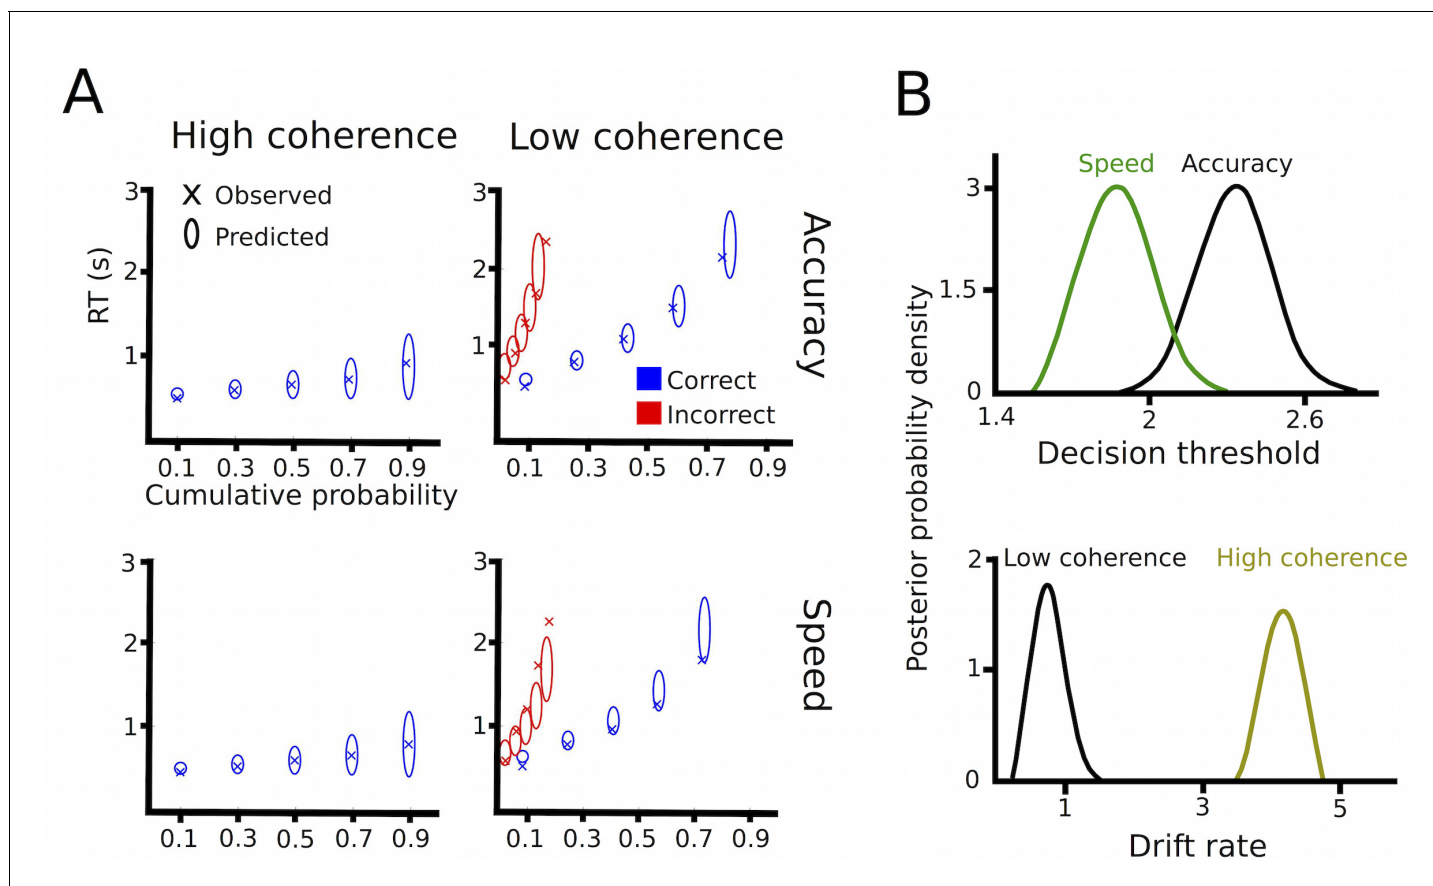 A
High coherence
Low coherence
3
2
1
RT (s)
Observed
Predicted
0.1 0.3 0.5 0.7 0.9
Cumulative probability
3
2
1
Correct
Incorrect
0.1 0.3 0.5 0.7 0.9
Accuracy
3
2
1
0.1 0.3 0.5 0.7 0.9
3
2
1
0.1 0.3 0.5 0.7 0.9
Speed
B
Posterior probability density
Speed Accuracy
3
1.5
0
1.4 2 2.6
Decision threshold
Low coherence High coherence
2
1
0
1 3 5
Drift rate